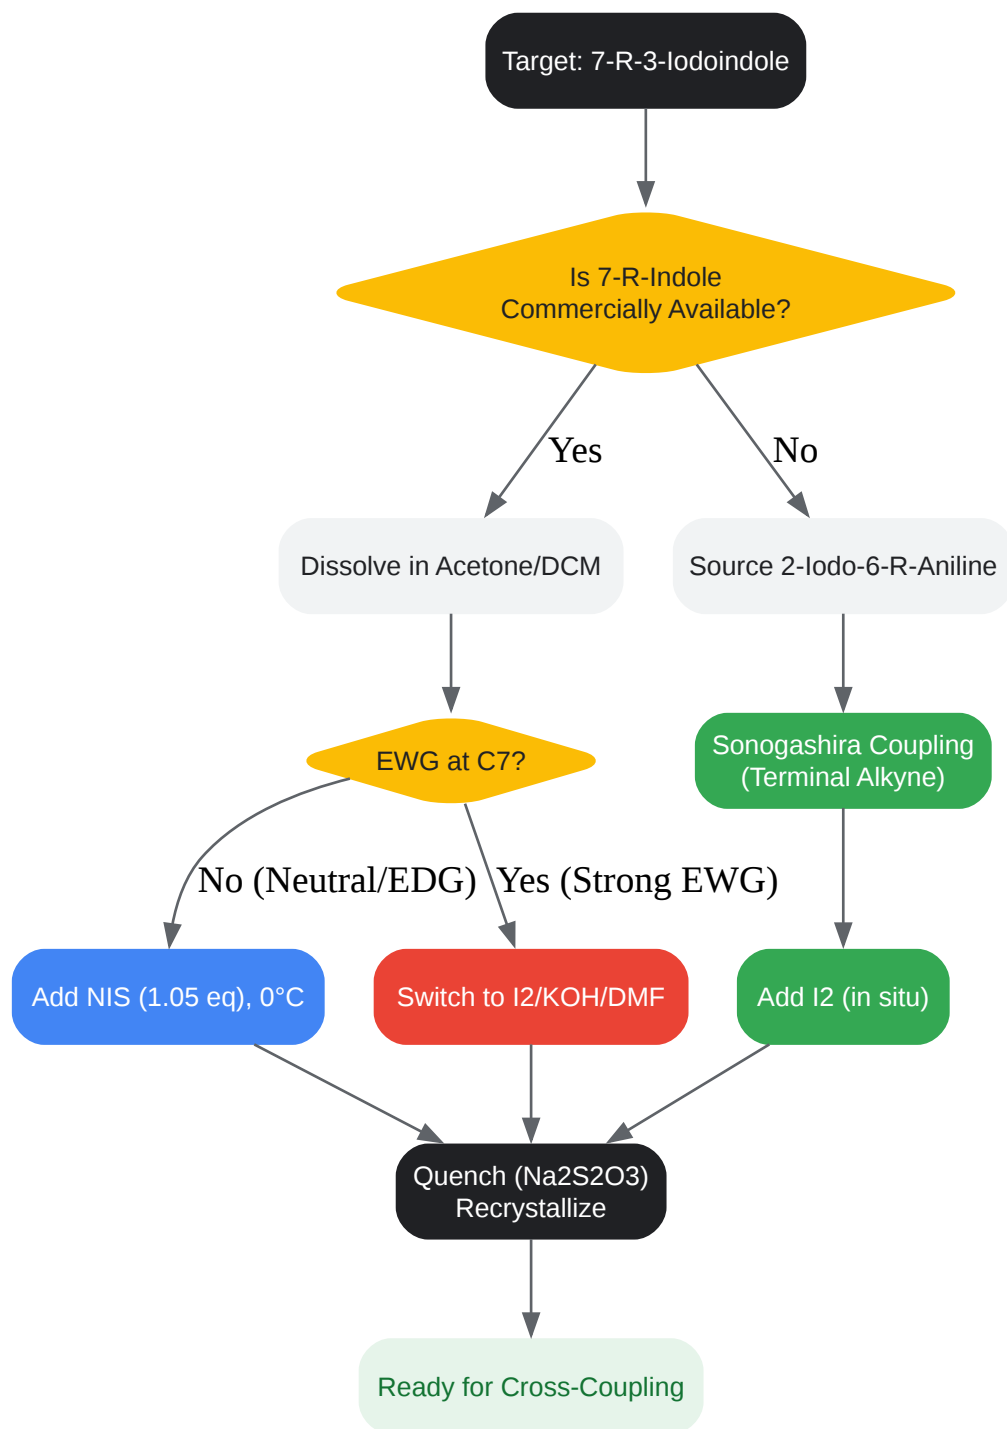 Target: 7-R-3-Iodoindole
Is 7-R-Indole
Commercially Available?
Yes
No
Dissolve in Acetone/DCM
Source 2-Iodo-6-R-Aniline
EWG at C7?
Sonogashira Coupling
(Terminal Alkyne)
No (Neutral/EDG)
Yes (Strong EWG)
Add NIS (1.05 eq), 0°C
Switch to I2/KOH/DMF
Add I2 (in situ)
Quench (Na2S2O3)
Recrystallize
Ready for Cross-Coupling